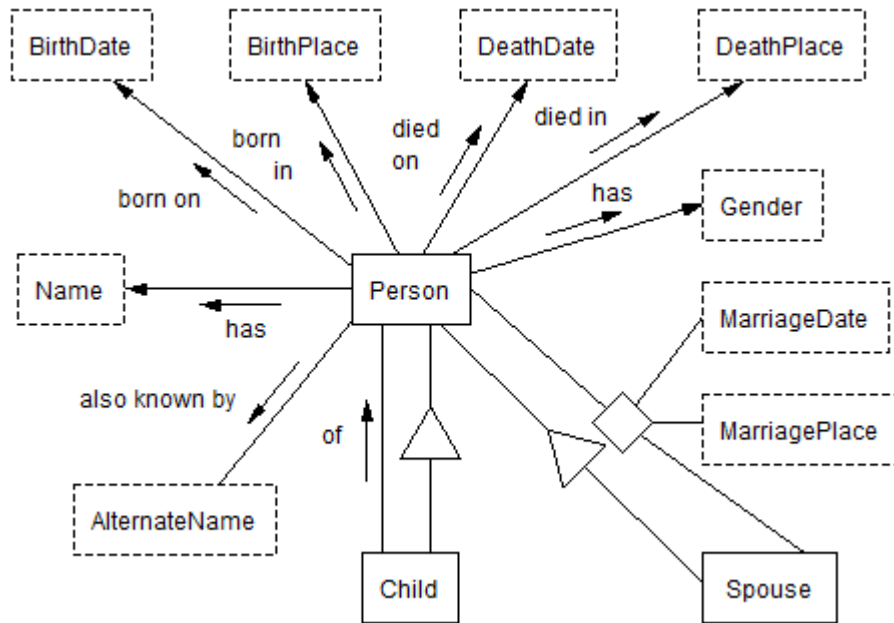 BirthDate
BirthPlace
DeathDate
DeathPlace
born
in
died
on
died in
born on
has
Gender
Name
Person
has
MarriageDate
also known by
of
MarriagePlace
AlternateName
Child
Spouse